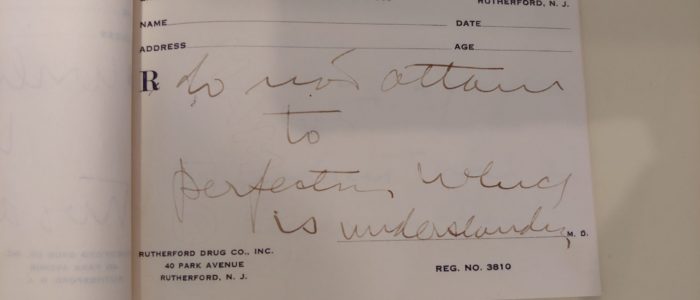 RUTHERFORD, N. J.
NAME DATE
ADDRESS AGE
℞ do not attain
to
perfection, which
is understanding
M. D.
RUTHERFORD DRUG CO., INC.
40 PARK AVENUE
RUTHERFORD, N. J.
REG. NO. 3810